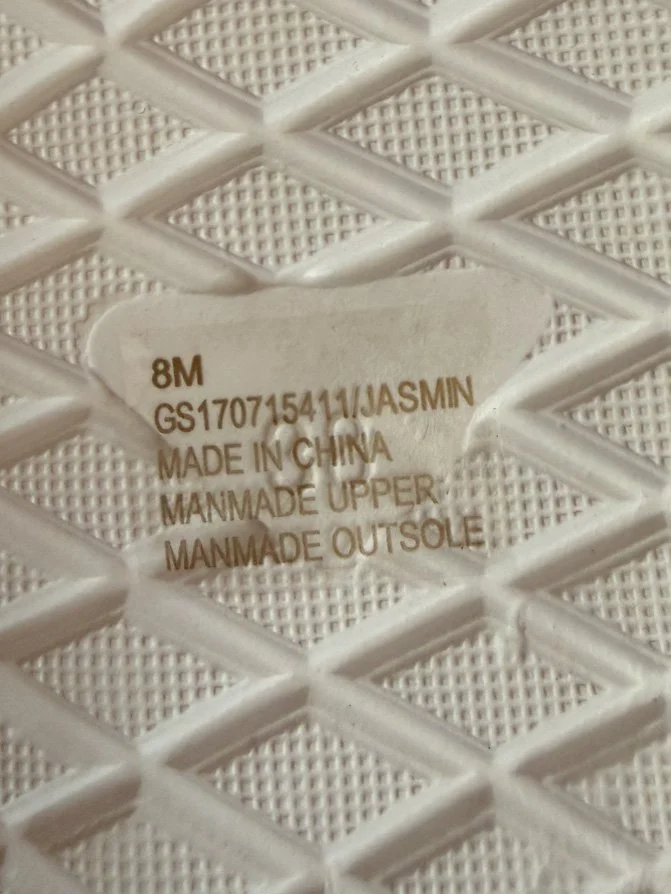 8M
GS170715411/JASMIN
MADE IN CHINA
MANMADE UPPER
MANMADE OUTSOLE